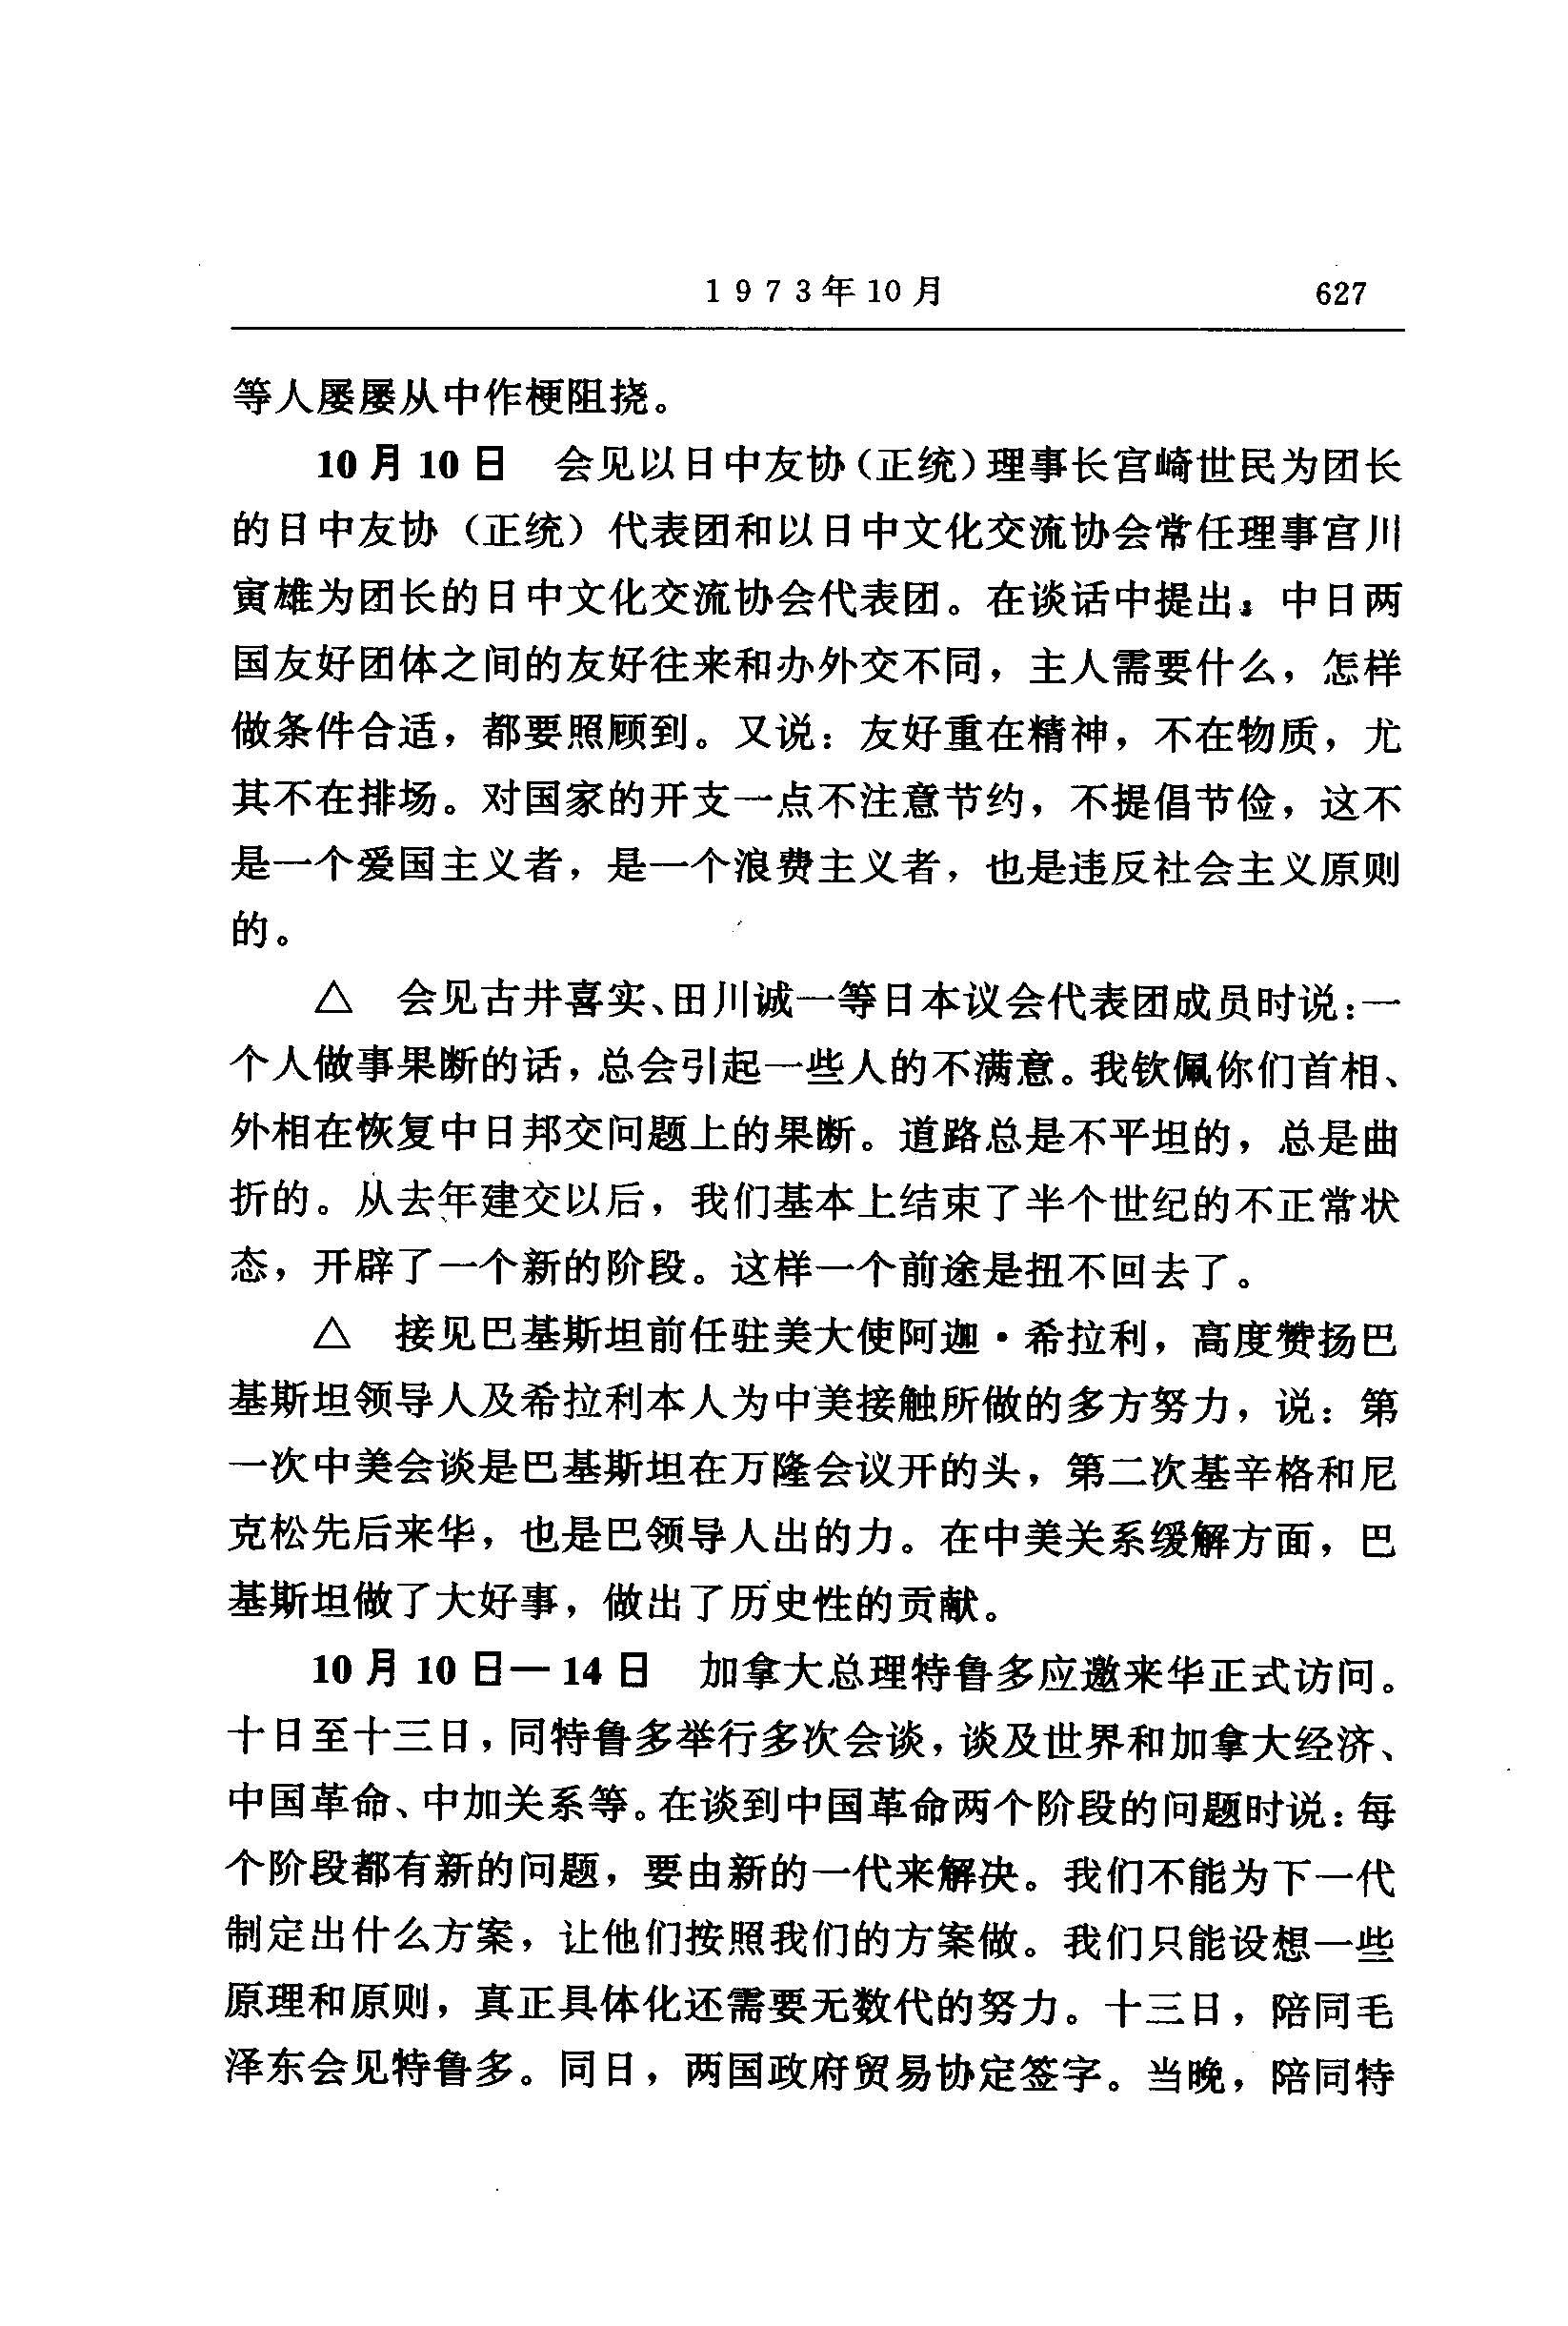 1973年10月 627
等人屡屡从中作梗阻挠。
10月10日 会见以日中友协（正统）理事长宫崎世民为团长
的日中友协（正统）代表团和以日中文化交流协会常任理事宫川
寅雄为团长的日中文化交流协会代表团。在谈话中提出：中日两
国友好团体之间的友好往来和办外交不同，主人需要什么，怎样
做条件合适，都要照顾到。又说：友好重在精神，不在物质，尤
其不在排场。对国家的开支一点不注意节约，不提倡节俭，这不
是一个爱国主义者，是一个浪费主义者，也是违反社会主义原则
的。
△ 会见古井喜实、田川诚一等日本议会代表团成员时说：一
个人做事果断的话，总会引起一些人的不满意。我钦佩你们首相、
外相在恢复中日邦交问题上的果断。道路总是不平坦的，总是曲
折的。从去年建交以后，我们基本上结束了半个世纪的不正常状
态，开辟了一个新的阶段。这样一个前途是扭不回去了。
△ 接见巴基斯坦前任驻美大使阿迦·希拉利，高度赞扬巴
基斯坦领导人及希拉利本人为中美接触所做的多方努力，说：第
一次中美会谈是巴基斯坦在万隆会议开的头，第二次基辛格和尼
克松先后来华，也是巴领导人出的力。在中美关系缓解方面，巴
基斯坦做了大好事，做出了历史性的贡献。
10月10日—14日 加拿大总理特鲁多应邀来华正式访问。
十日至十三日，同特鲁多举行多次会谈，谈及世界和加拿大经济、
中国革命、中加关系等。在谈到中国革命两个阶段的问题时说：每
个阶段都有新的问题，要由新的一代来解决。我们不能为下一代
制定出什么方案，让他们按照我们的方案做。我们只能设想一些
原理和原则，真正具体化还需要无数代的努力。十三日，陪同毛
泽东会见特鲁多。同日，两国政府贸易协定签字。当晚，陪同特